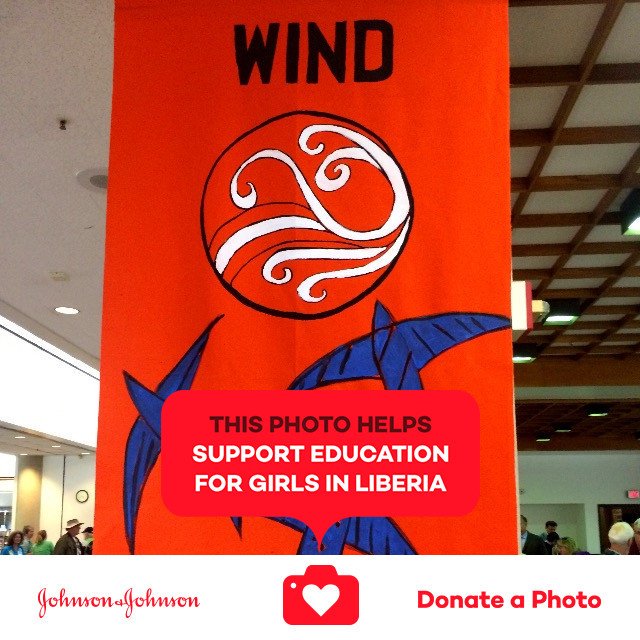 WIND
THIS PHOTO HELPS
SUPPORT EDUCATION
FOR GIRLS IN LIBERIA
Johnson & Johnson
Donate a Photo